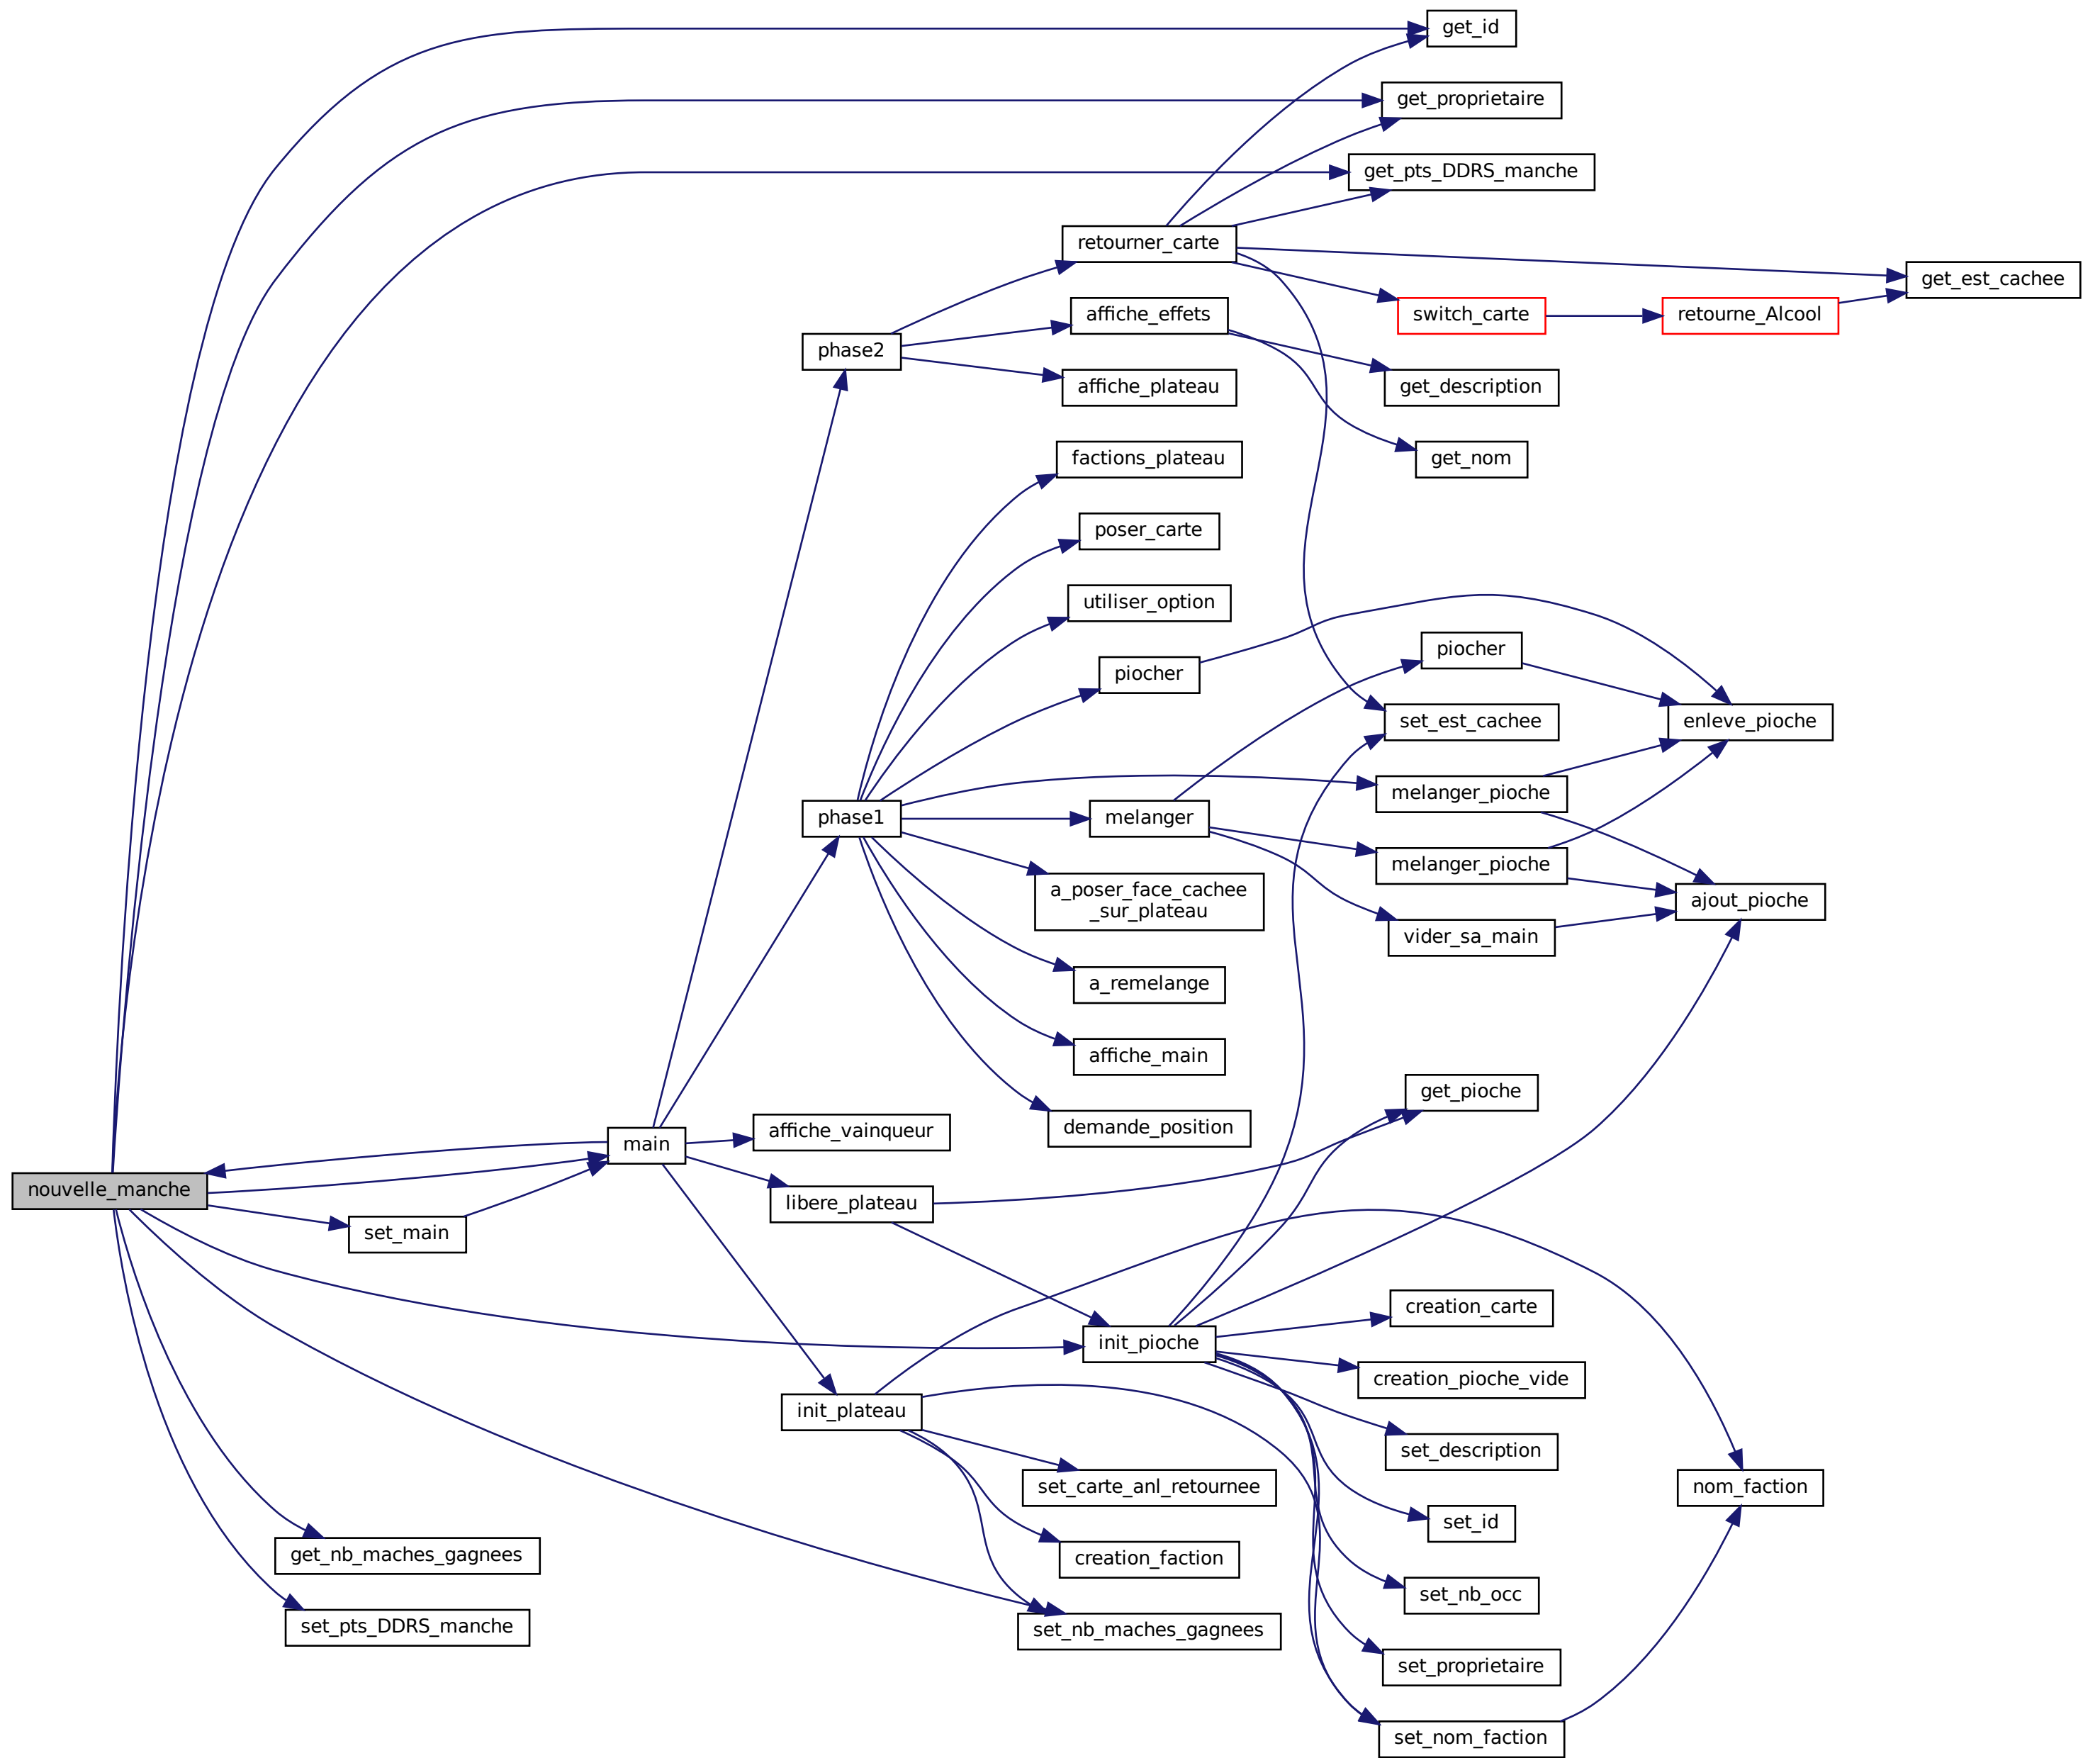 get_id
get_proprietaire
get_pts_DDRS_manche
retourner_carte
get_est_cachee
affiche_effets
switch_carte
retourne_Alcool
phase2
affiche_plateau
get_description
factions_plateau
get_nom
poser_carte
utiliser_option
piocher
piocher
set_est_cachee
enleve_pioche
melanger_pioche
phase1
melanger
melanger_pioche
a_poser_face_cachee
_sur_plateau
ajout_pioche
vider_sa_main
a_remelange
affiche_main
get_pioche
demande_position
affiche_vainqueur
main
nouvelle_manche
libere_plateau
set_main
creation_carte
init_pioche
creation_pioche_vide
init_plateau
set_description
set_carte_anl_retournee
nom_faction
set_id
get_nb_maches_gagnees
creation_faction
set_nb_occ
set_pts_DDRS_manche
set_nb_maches_gagnees
set_proprietaire
set_nom_faction